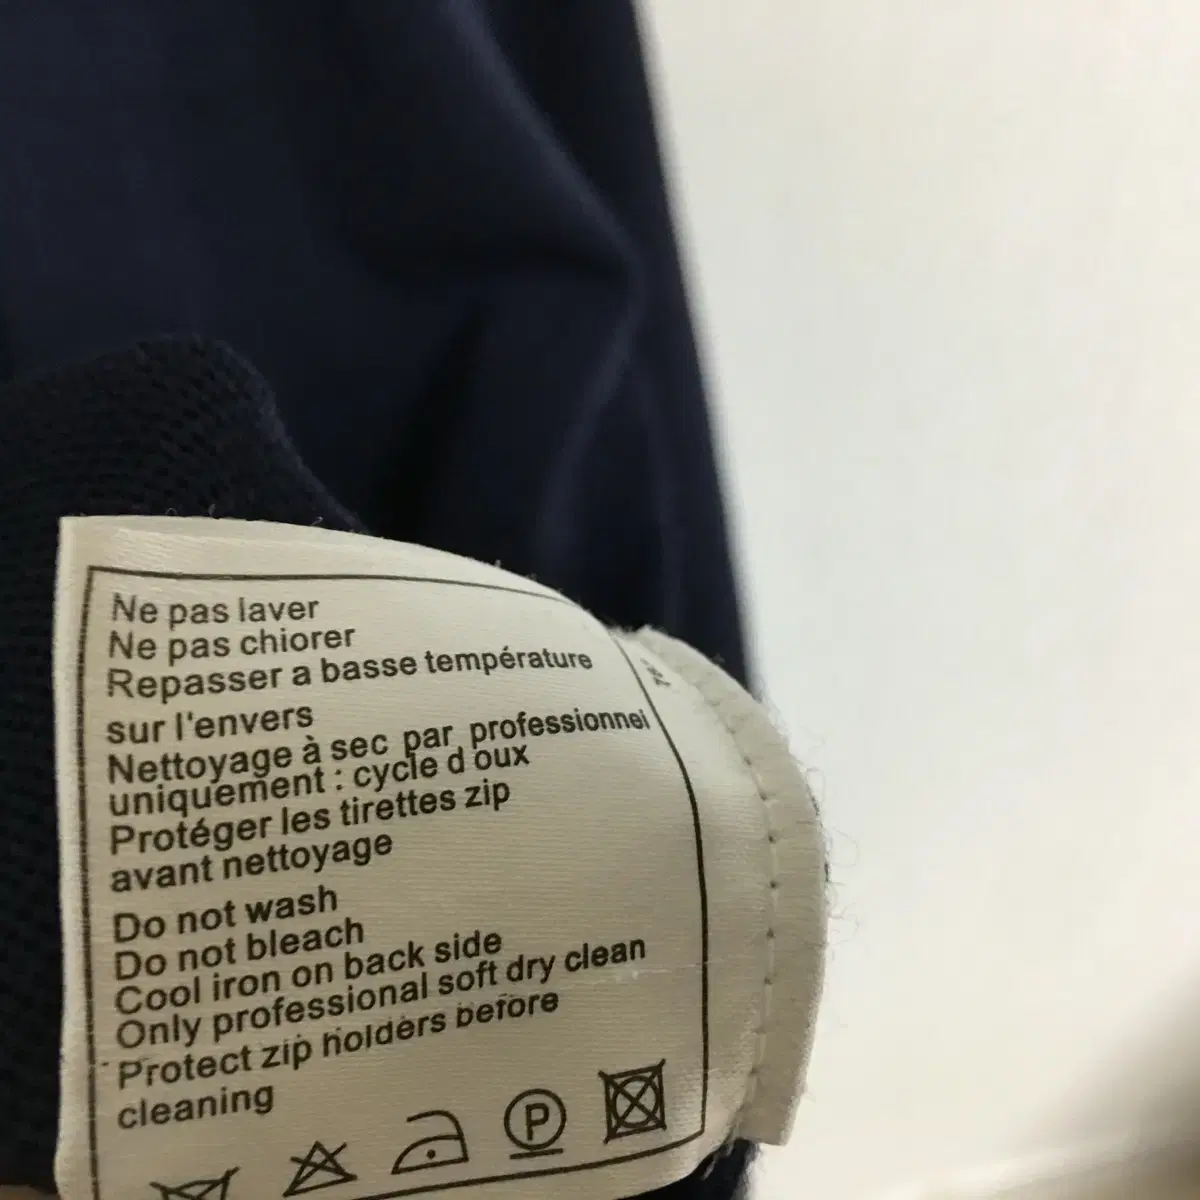 Ne pas laver
Ne pas chiorer
Repasser a basse température
sur l'envers
Nettoyage à sec par professionnei
uniquement : cycle d oux
Protéger les tirettes zip
avant nettoyage
Do not wash
Do not bleach
Cool iron on back side
Only professional soft dry clean
Protect zip holders before
cleaning
P